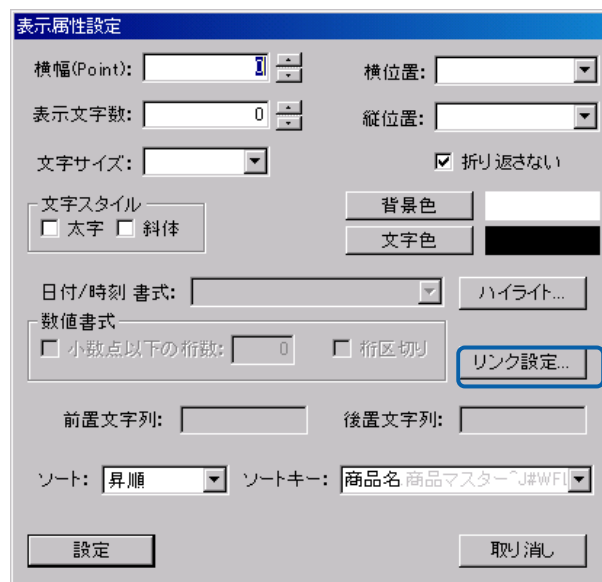 表示属性設定
横幅(Point): 0 横位置:
表示文字数: 0 縦位置:
文字サイズ: 折り返さない
文字スタイル 背景色
太字 斜体 文字色
日付/時刻 書式: ハイライト...
数値書式
小数点以下の桁数: 0 桁区切り リンク設定...
前置文字列: 後置文字列:
ソート: 昇順 ソートキー: 商品名.商品マスター^J#WFL
設定 取り消し